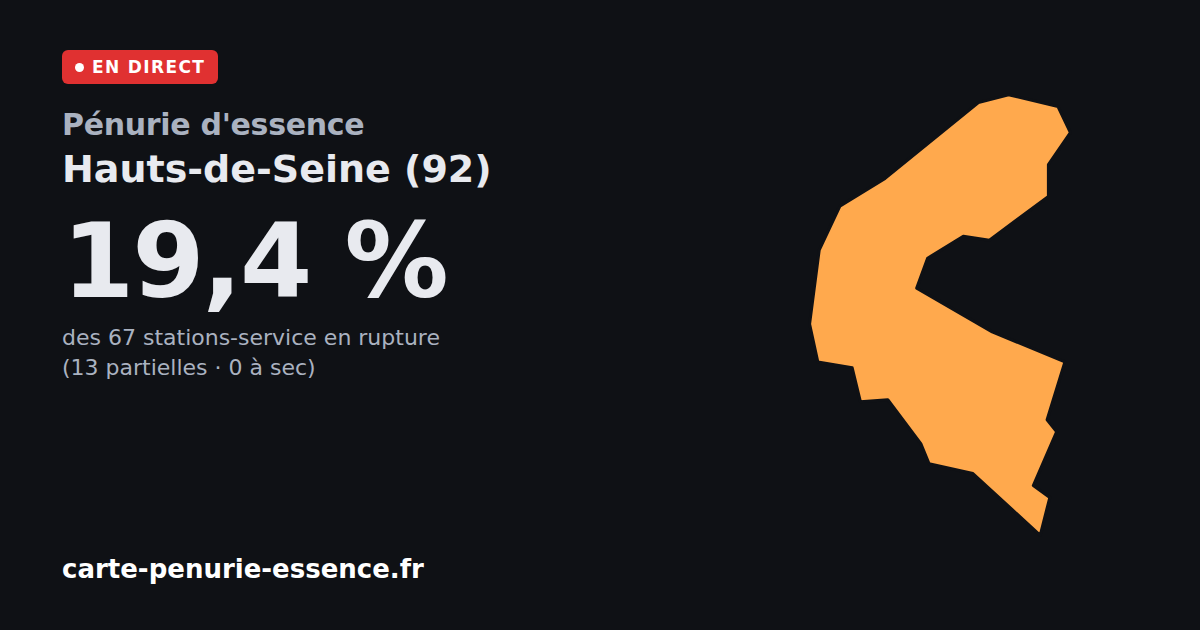 EN DIRECT
Pénurie d'essence
Hauts-de-Seine (92)
19,4 %
des 67 stations-service en rupture
(13 partielles · 0 à sec)
carte-penurie-essence.fr